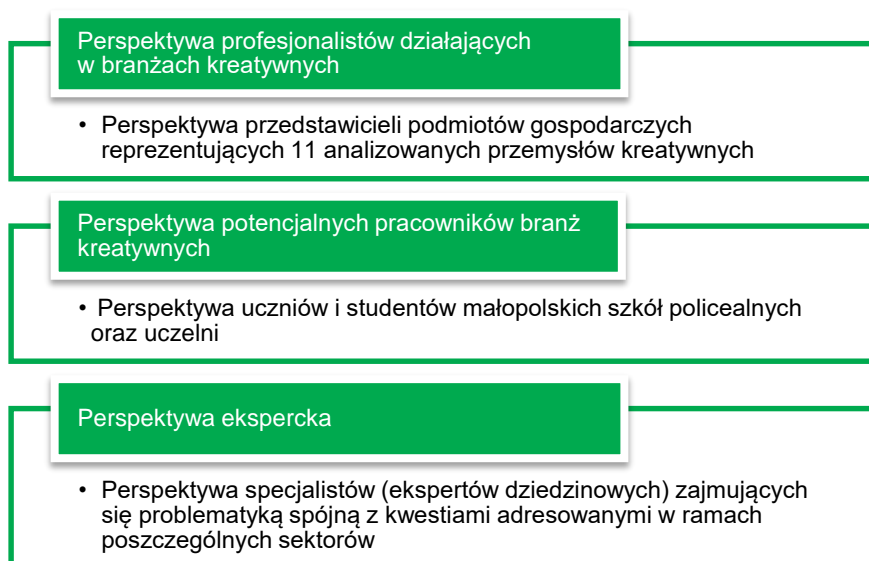 Perspektywa profesjonalistów działających
w branżach kreatywnych
• Perspektywa przedstawicieli podmiotów gospodarczych
reprezentujących 11 analizowanych przemysłów kreatywnych
Perspektywa potencjalnych pracowników branż
kreatywnych
• Perspektywa uczniów i studentów małopolskich szkół policealnych
oraz uczelni
Perspektywa ekspercka
• Perspektywa specjalistów (ekspertów dziedzinowych) zajmujących
się problematyką spójną z kwestiami adresowanymi w ramach
poszczególnych sektorów